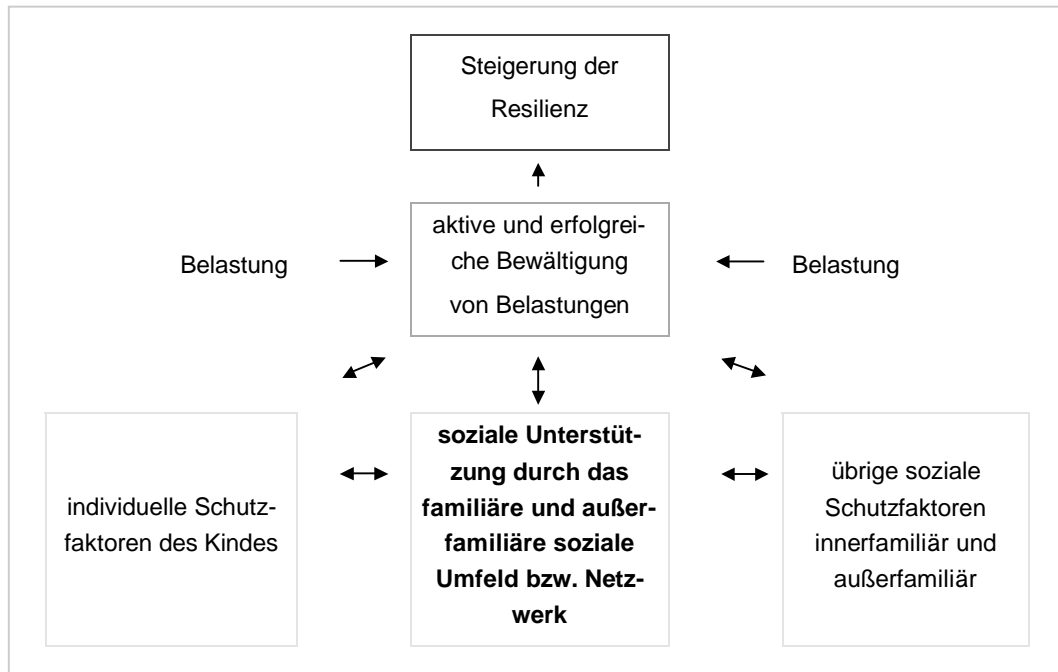 Steigerung der
Resilienz
aktive und erfolgrei-
che Bewältigung
von Belastungen
Belastung
Belastung
individuelle Schutz-
faktoren des Kindes
soziale Unterstüt-
zung durch das
familiäre und außer-
familiäre soziale
Umfeld bzw. Netz-
werk
übrige soziale
Schutzfaktoren
innerfamiliär und
außerfamiliär